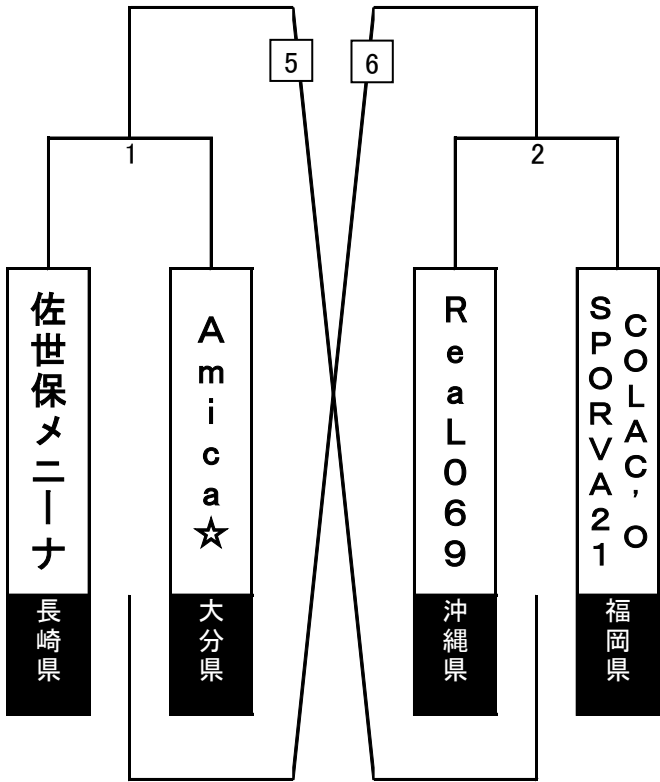 5
6
1
2
佐世保メニーナ
Amica☆
ReaL069
COLAC’O
SPORVA21
長崎県
大分県
沖縄県
福岡県